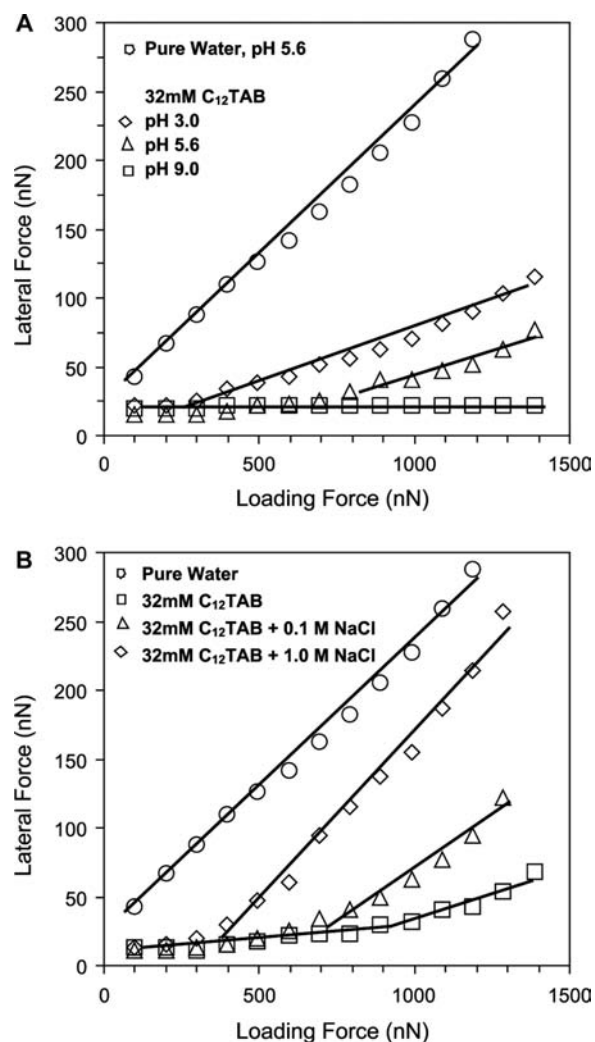 A
300
250
200
150
100
50
0
Lateral Force (nN)
Pure Water, pH 5.6
32mM C₁₂TAB
pH 3.0
pH 5.6
pH 9.0
0
500
1000
1500
Loading Force (nN)
B
300
250
200
150
100
50
0
Lateral Force (nN)
Pure Water
32mM C₁₂TAB
32mM C₁₂TAB + 0.1 M NaCl
32mM C₁₂TAB + 1.0 M NaCl
0
500
1000
1500
Loading Force (nN)